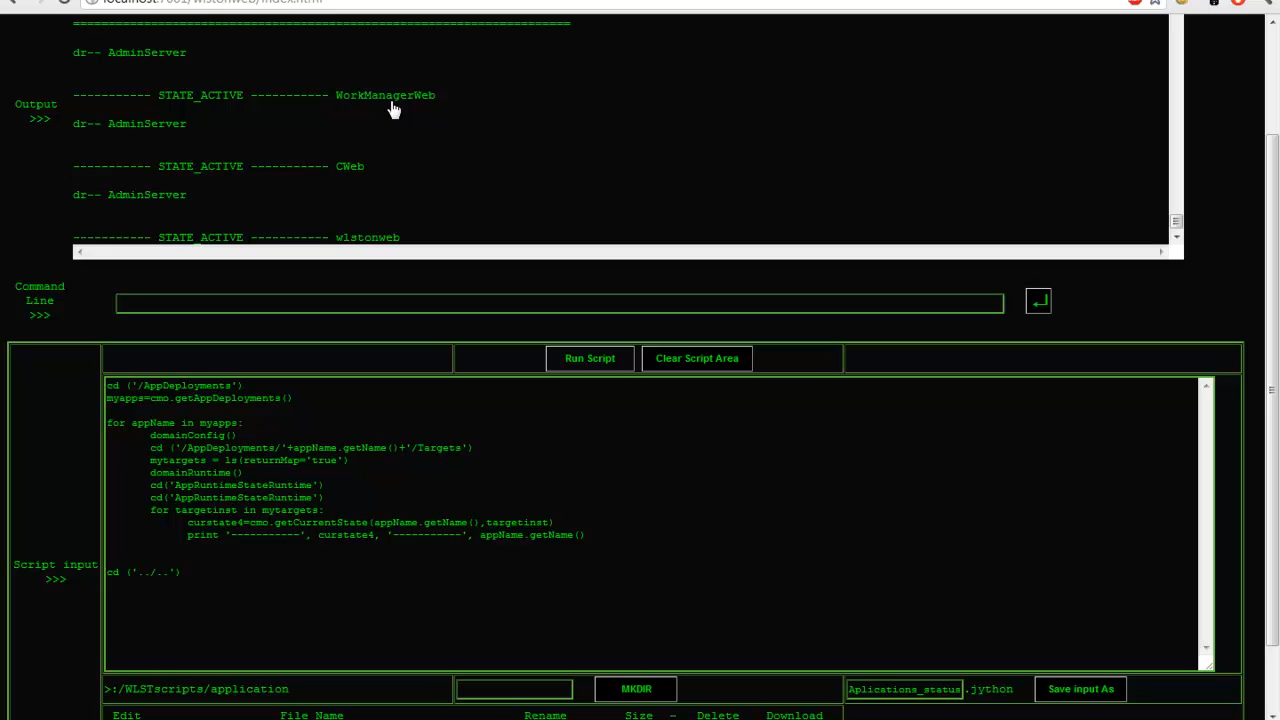 localhost:7001/wlstonweb/index.html
======================================================================
dr-- AdminServer
----------- STATE_ACTIVE ----------- WorkManagerWeb
Output
>>>
dr-- AdminServer
----------- STATE_ACTIVE ----------- CWeb
dr-- AdminServer
----------- STATE_ACTIVE ----------- wlstonweb
Command
Line
>>>
Run Script Clear Script Area
cd ('/AppDeployments')
myapps=cmo.getAppDeployments()
for appName in myapps:
domainConfig()
cd ('/AppDeployments/'+appName.getName()+'/Targets')
mytargets = ls(returnMap='true')
domainRuntime()
cd('AppRuntimeStateRuntime')
cd('AppRuntimeStateRuntime')
for targetinst in mytargets:
curstate4=cmo.getCurrentState(appName.getName(),targetinst)
print '-----------', curstate4, '-----------', appName.getName()
cd ('../..')
Script input
>>>
>:/WLSTscripts/application MKDIR Aplications_status.jython Save input As
Edit File Name Rename Size - Delete Download